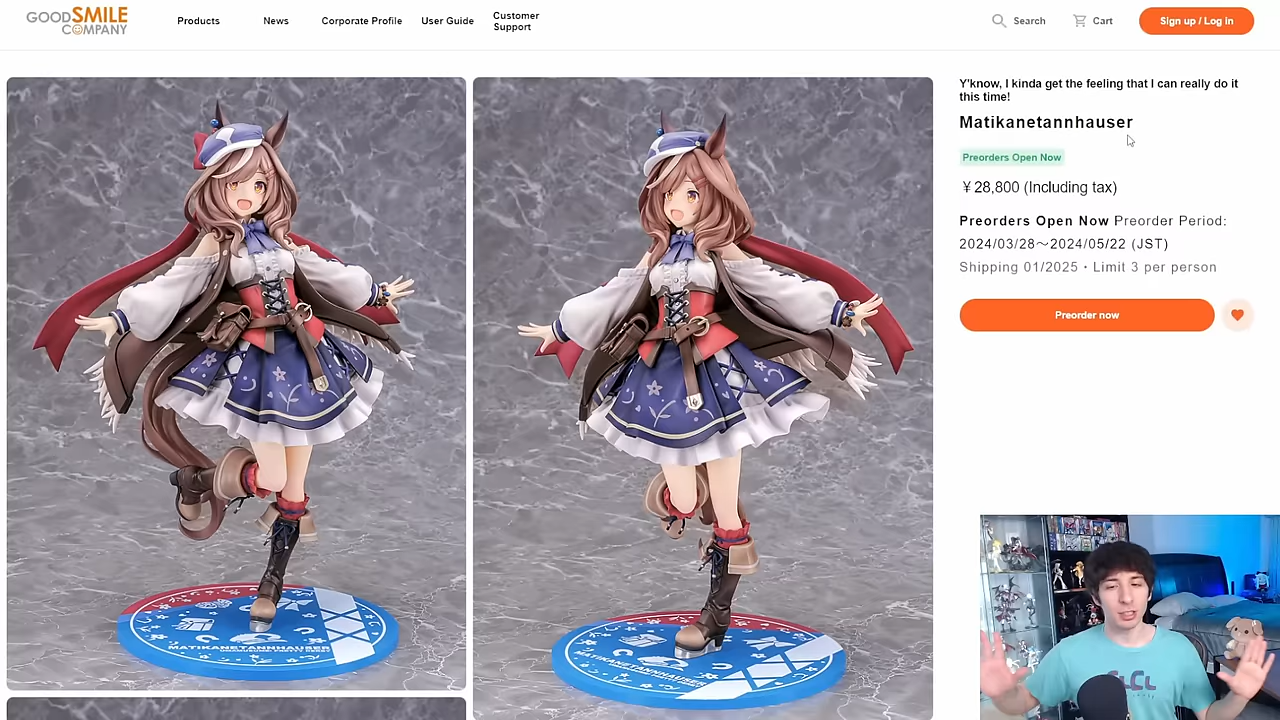 GOODSMILE
COMPANY
Products
News
Corporate Profile
User Guide
Customer
Support
Search
Cart
Sign up / Log in
Y'know, I kinda get the feeling that I can really do it
this time!
Matikanetannhauser
Preorders Open Now
¥28,800 (Including tax)
Preorders Open Now Preorder Period:
2024/03/28~2024/05/22 (JST)
Shipping 01/2025・Limit 3 per person
Preorder now
MATIKANETANNHAUSER
MATIKANETANNHAUSER